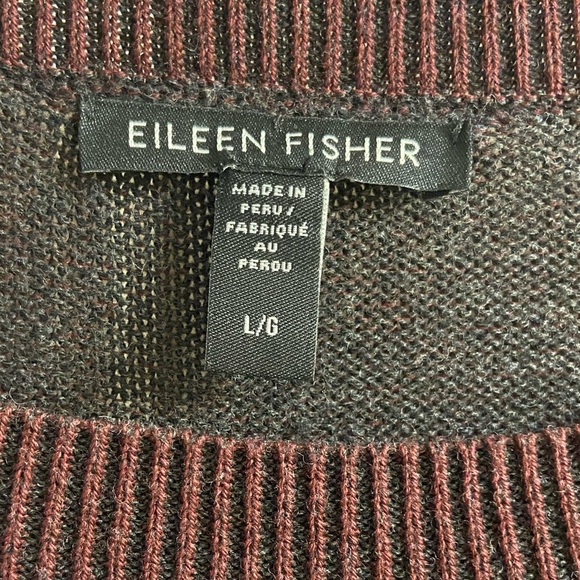 EILEEN FISHER
MADE IN
PERU /
FABRIQUÉ
AU
PEROU
L/G